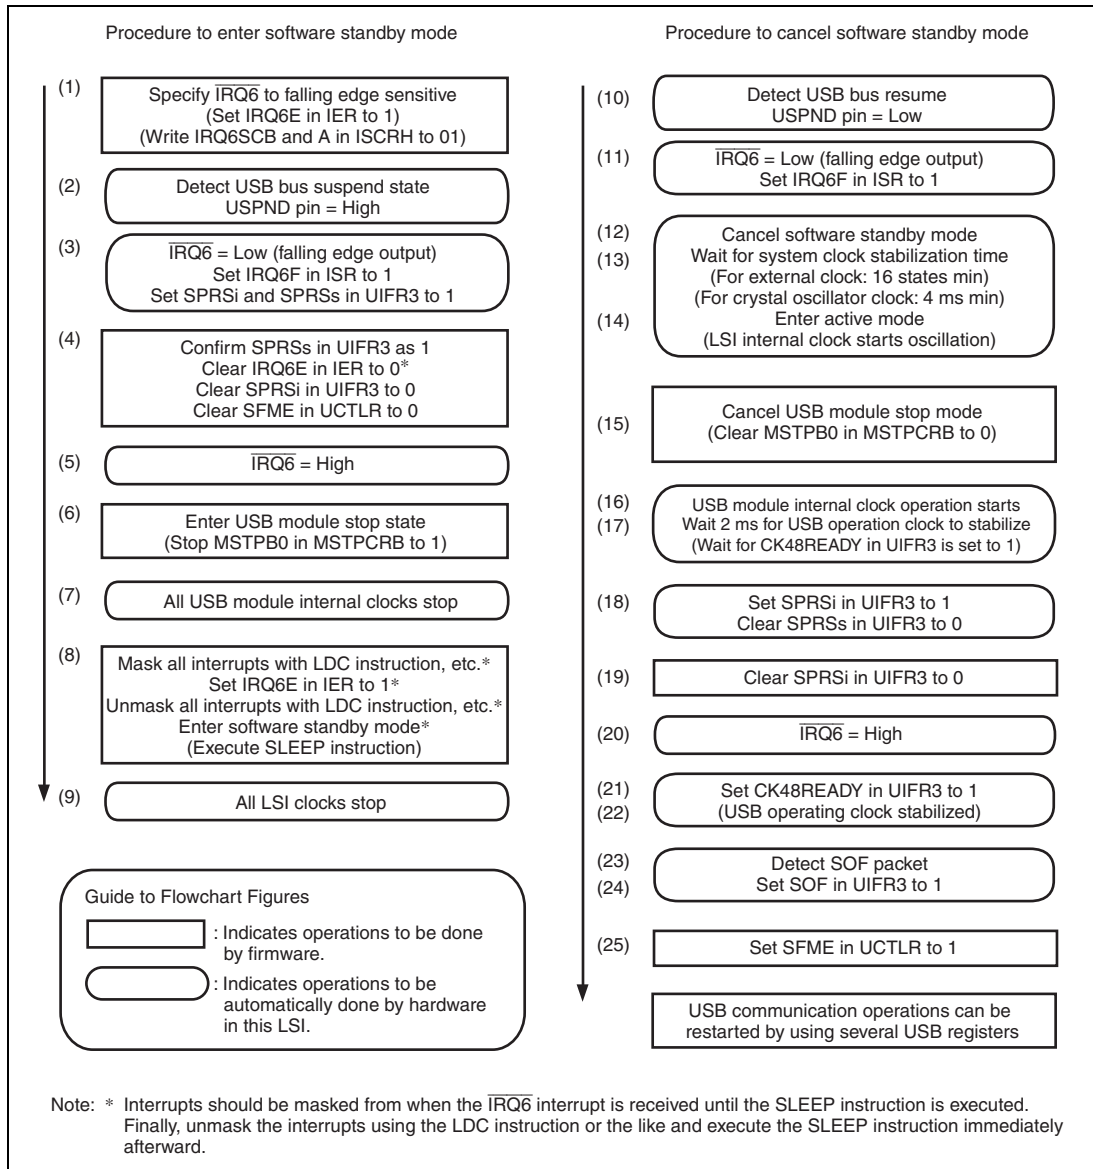 Procedure to enter software standby mode
(1)
Specify IRQ6 to falling edge sensitive
(Set IRQ6E in IER to 1)
(Write IRQ6SCB and A in ISCRH to 01)
(2)
Detect USB bus suspend state
USPND pin = High
(3)
IRQ6 = Low (falling edge output)
Set IRQ6F in ISR to 1
Set SPRSi and SPRSs in UIFR3 to 1
(4)
Confirm SPRSs in UIFR3 as 1
Clear IRQ6E in IER to 0*
Clear SPRSi in UIFR3 to 0
Clear SFME in UCTLR to 0
(5)
IRQ6 = High
(6)
Enter USB module stop state
(Stop MSTPB0 in MSTPCRB to 1)
(7)
All USB module internal clocks stop
(8)
Mask all interrupts with LDC instruction, etc.*
Set IRQ6E in IER to 1*
Unmask all interrupts with LDC instruction, etc.*
Enter software standby mode*
(Execute SLEEP instruction)
(9)
All LSI clocks stop
Guide to Flowchart Figures
: Indicates operations to be done
by firmware.
: Indicates operations to be
automatically done by hardware
in this LSI.
Procedure to cancel software standby mode
(10)
Detect USB bus resume
USPND pin = Low
(11)
IRQ6 = Low (falling edge output)
Set IRQ6F in ISR to 1
(12)
Cancel software standby mode
(13)
Wait for system clock stabilization time
(For external clock: 16 states min)
(For crystal oscillator clock: 4 ms min)
(14)
Enter active mode
(LSI internal clock starts oscillation)
(15)
Cancel USB module stop mode
(Clear MSTPB0 in MSTPCRB to 0)
(16)
USB module internal clock operation starts
(17)
Wait 2 ms for USB operation clock to stabilize
(Wait for CK48READY in UIFR3 is set to 1)
(18)
Set SPRSi in UIFR3 to 1
Clear SPRSs in UIFR3 to 0
(19)
Clear SPRSi in UIFR3 to 0
(20)
IRQ6 = High
(21)
Set CK48READY in UIFR3 to 1
(22)
(USB operating clock stabilized)
(23)
Detect SOF packet
(24)
Set SOF in UIFR3 to 1
(25)
Set SFME in UCTLR to 1
USB communication operations can be
restarted by using several USB registers
Note: * Interrupts should be masked from when the IRQ6 interrupt is received until the SLEEP instruction is executed.
Finally, unmask the interrupts using the LDC instruction or the like and execute the SLEEP instruction immediately
afterward.